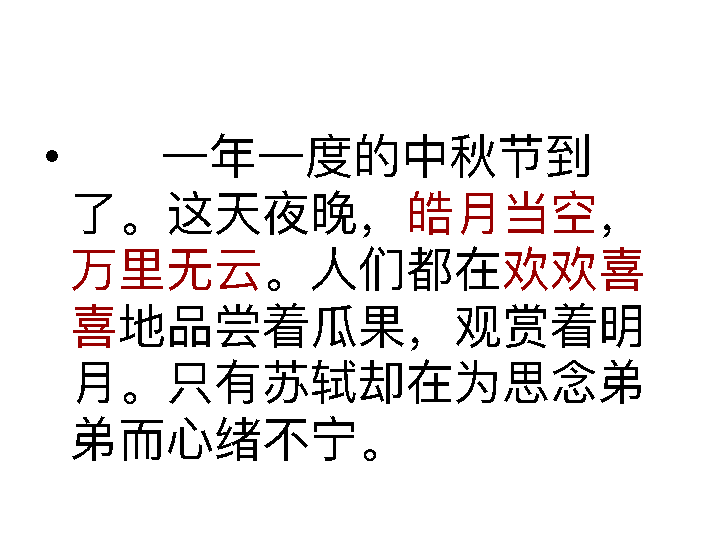 • 一年一度的中秋节到
了。这天夜晚，皓月当空，
万里无云。人们都在欢欢喜
喜地品尝着瓜果，观赏着明
月。只有苏轼却在为思念弟
弟而心绪不宁。